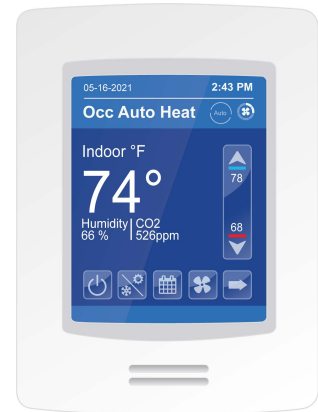 05-16-2021 2:43 PM
Occ Auto Heat Auto
Indoor °F
74°
78
Humidity CO2
66 % 526ppm
68